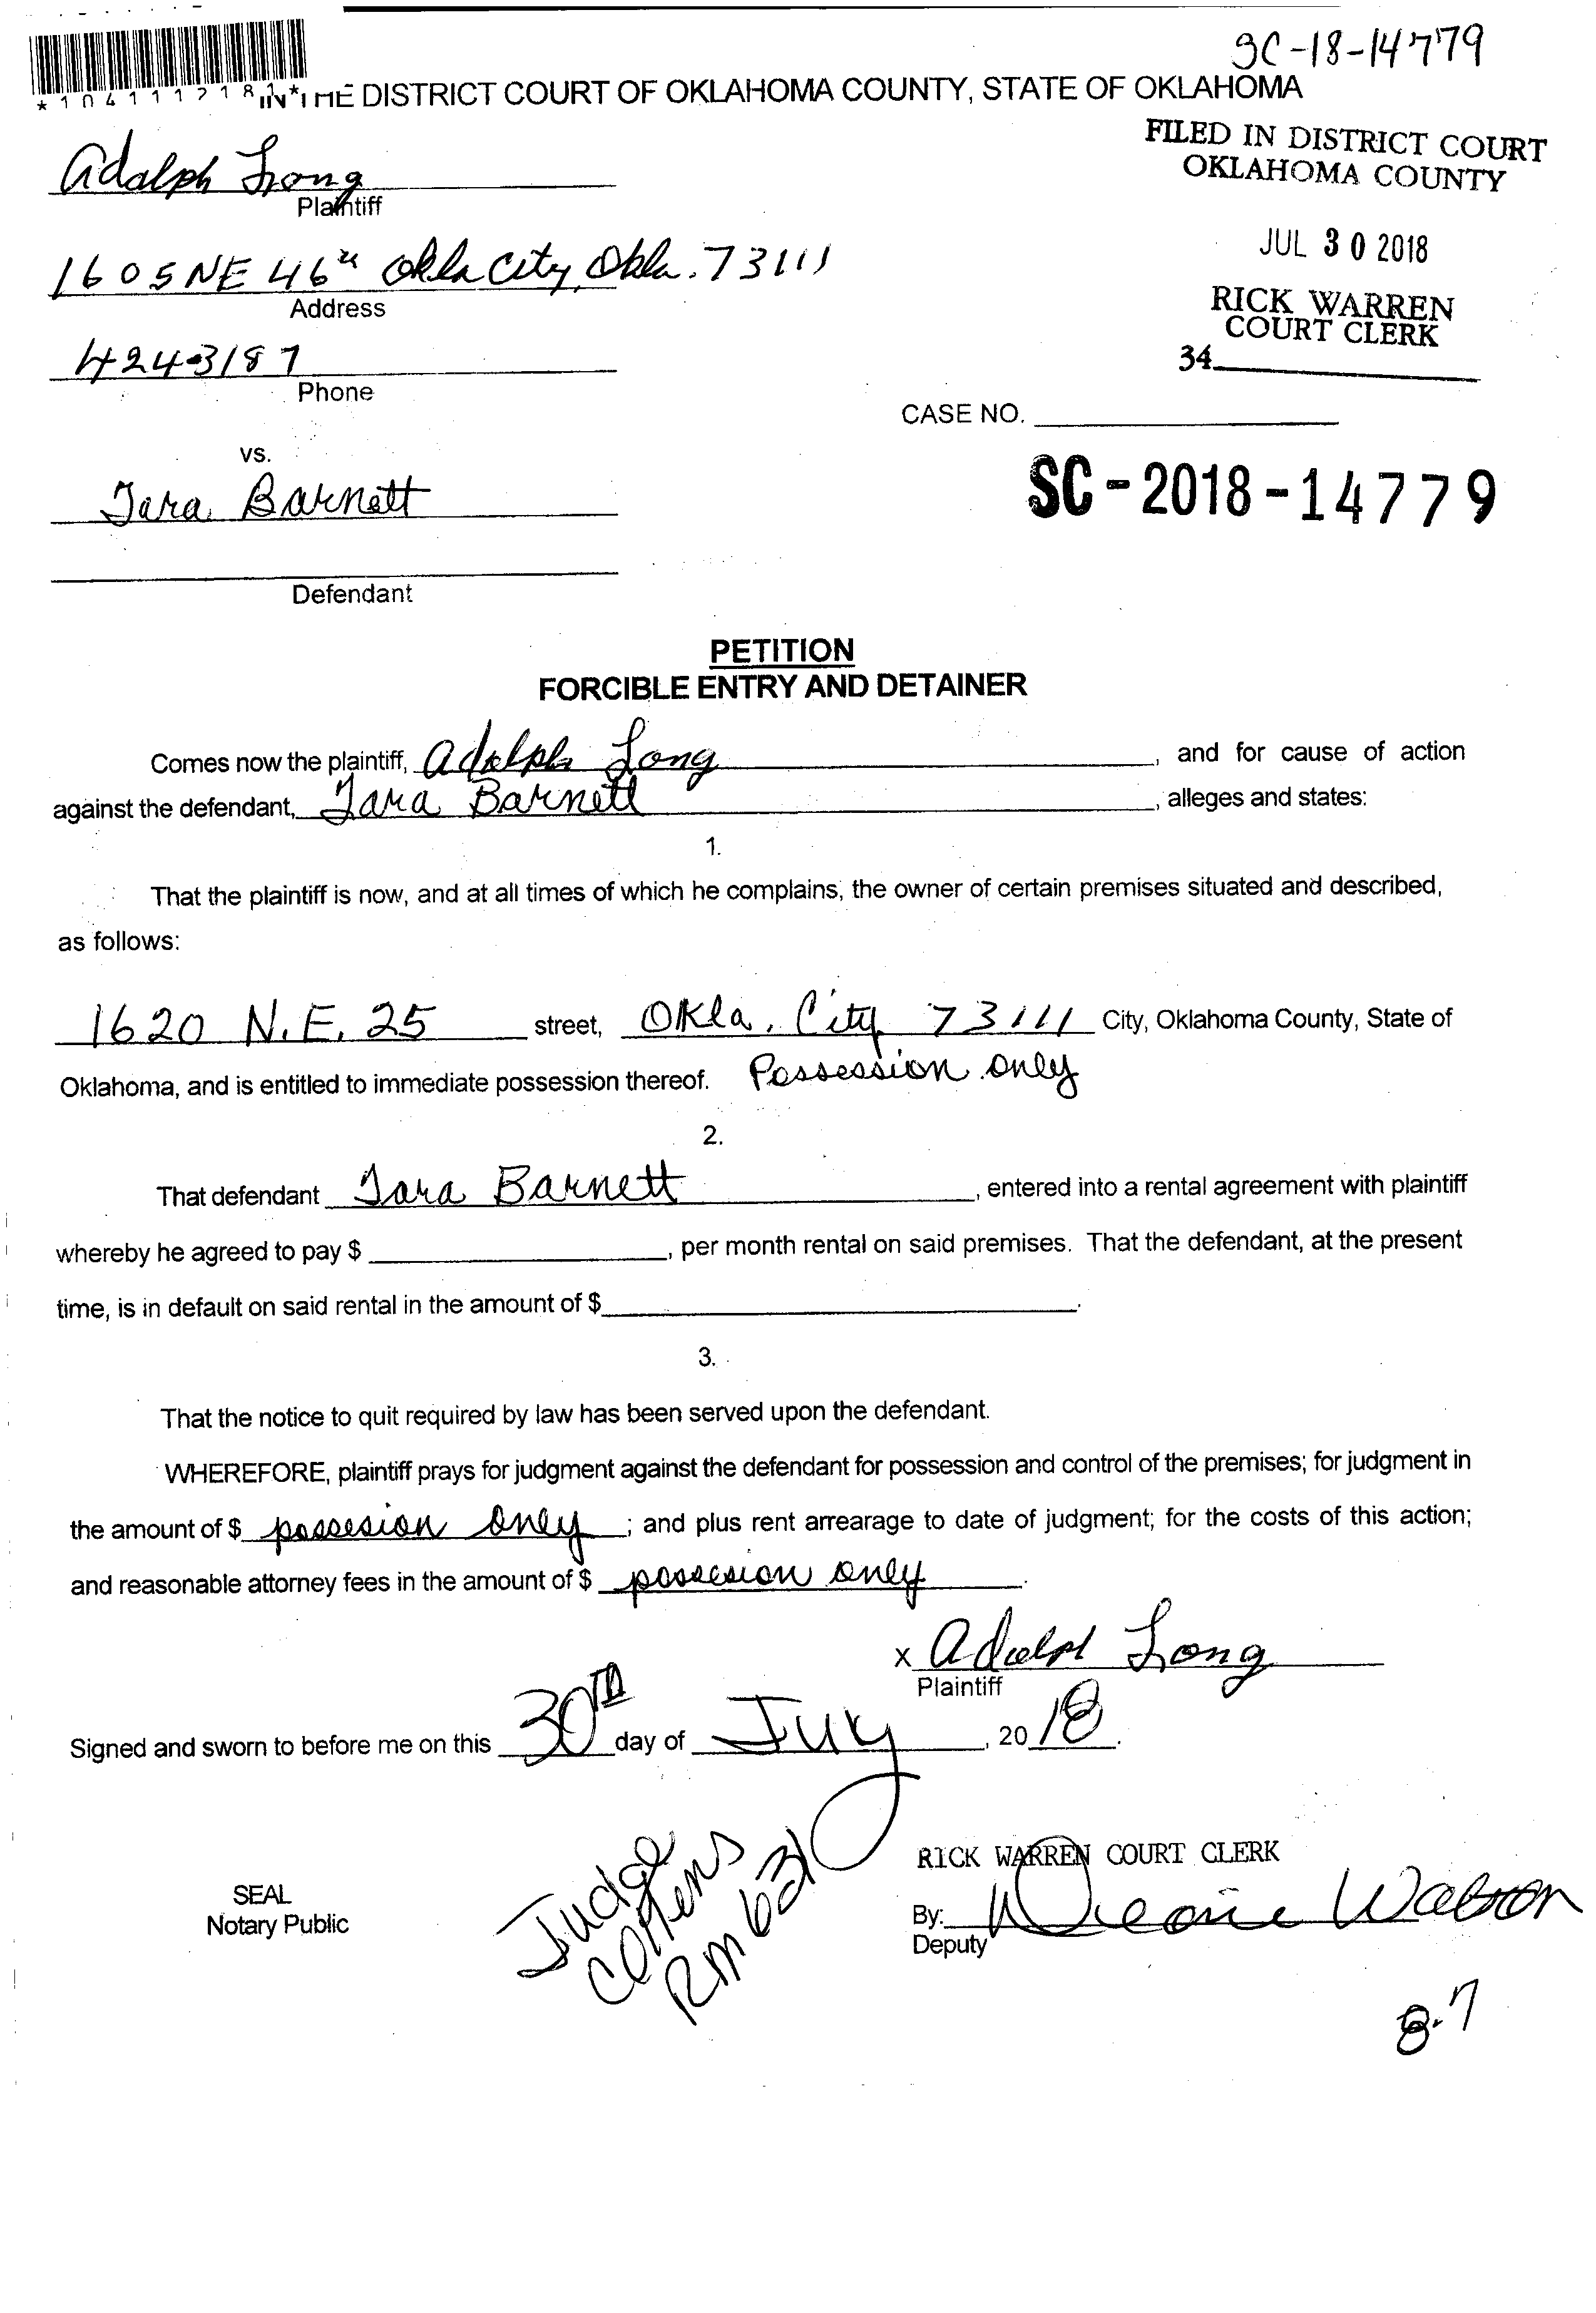 SC-18-14779
*1041112181*
IN THE DISTRICT COURT OF OKLAHOMA COUNTY, STATE OF OKLAHOMA
FILED IN DISTRICT COURT
OKLAHOMA COUNTY
JUL 30 2018
RICK WARREN
COURT CLERK
34
Adalph Long
Plaintiff
1605 NE 46th Okla City, Okla. 73111
Address
424-3187
Phone
CASE NO.
SC-2018-14779
vs.
Tara Barnett
Defendant
PETITION
FORCIBLE ENTRY AND DETAINER
Comes now the plaintiff, Adalph Long, and for cause of action
against the defendant, Tara Barnett, alleges and states:
1.
That the plaintiff is now, and at all times of which he complains, the owner of certain premises situated and described,
as follows:
1620 N.E. 25 street, Okla. City 73111 City, Oklahoma County, State of
Oklahoma, and is entitled to immediate possession thereof. Possession only
2.
That defendant Tara Barnett, entered into a rental agreement with plaintiff
whereby he agreed to pay $, per month rental on said premises. That the defendant, at the present
time, is in default on said rental in the amount of $.
3.
That the notice to quit required by law has been served upon the defendant.
WHEREFORE, plaintiff prays for judgment against the defendant for possession and control of the premises; for judgment in
the amount of $ possesion only; and plus rent arrearage to date of judgment; for the costs of this action;
and reasonable attorney fees in the amount of $ possesion only.
x Adalph Long
Plaintiff
Signed and sworn to before me on this 30TH day of July, 2018.
Judge
Collens
Rm 631
RICK WARREN COURT CLERK
SEAL
Notary Public
By: Watson
Deputy
8-7